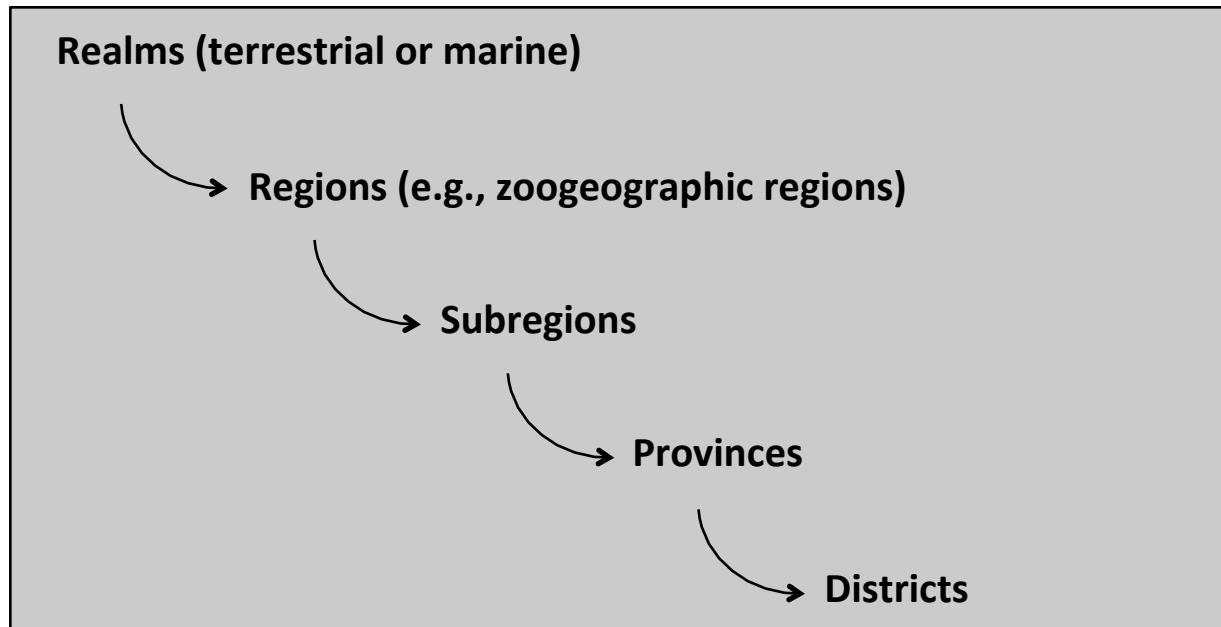 Realms (terrestrial or marine)
Regions (e.g., zoogeographic regions)
Subregions
Provinces
Districts